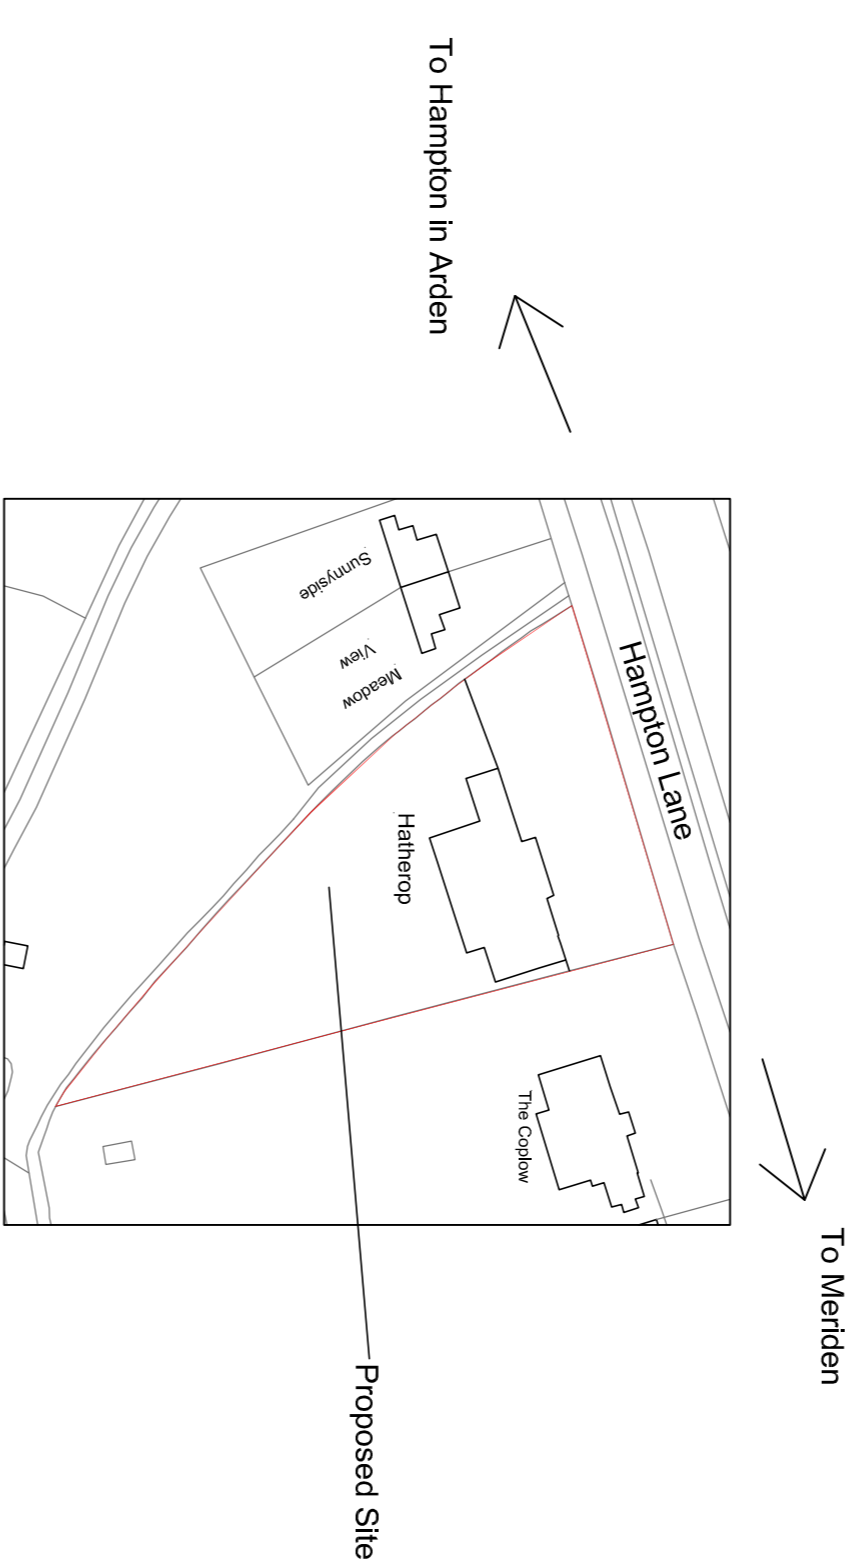 To Hampton in Arden
To Meriden
Hampton Lane
Sunnyside
Meadow
View
Hatherop
The Coplow
Proposed Site